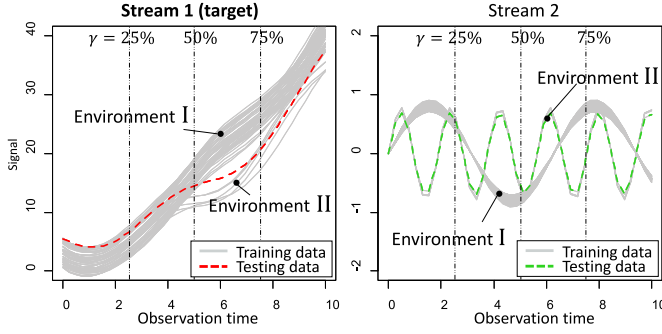 Stream 1 (target)
γ = 25% 50% 75%
Signal
40
30
20
10
0
Environment I
Environment II
Training data
Testing data
0 2 4 6 8 10
Observation time
Stream 2
γ = 25% 50% 75%
2
1
0
-1
-2
Environment II
Environment I
Training data
Testing data
0 2 4 6 8 10
Observation time